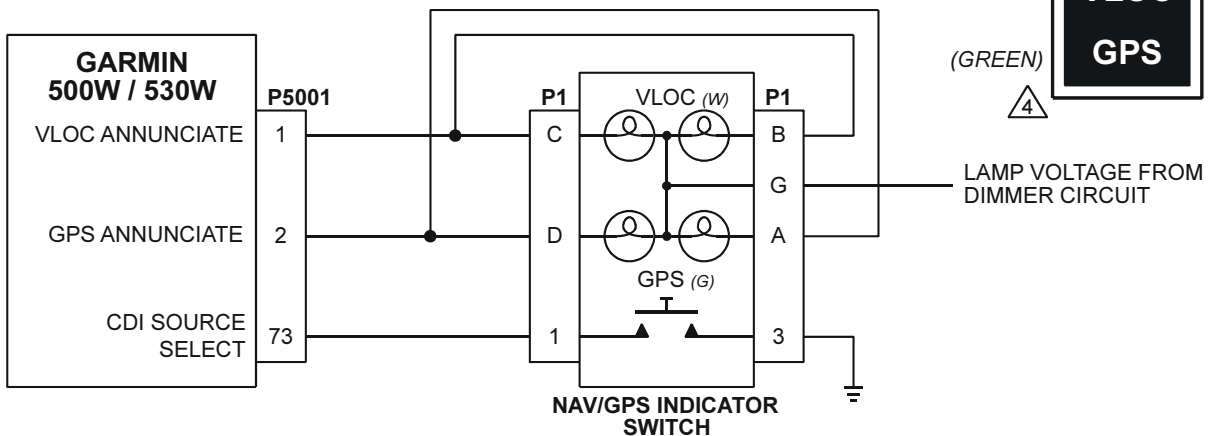 GARMIN
500W / 530W
P5001
VLOC ANNUNCIATE
1
GPS ANNUNCIATE
2
CDI SOURCE
SELECT
73
P1
VLOC (W)
P1
C
B
G
D
A
GPS (G)
1
3
NAV/GPS INDICATOR
SWITCH
(GREEN)
GPS
4
LAMP VOLTAGE FROM
DIMMER CIRCUIT